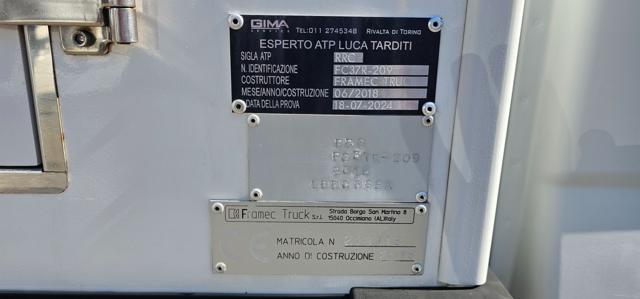 GIMA
SERVICE TEL:011 2745348 RIVALTA DI TORINO
ESPERTO ATP LUCA TARDITI
SIGLA ATP RRC
N. IDENTIFICAZIONE FC37R-209
COSTRUTTORE FRAMEC TRUCK
MESE/ANNO/COSTRUZIONE 06/2018
DATA DELLA PROVA 18-07-2024
Framec Truck s.r.l. Strada Borgo San Martino 8
15040 Occimiano (AL)Italy
MATRICOLA N
ANNO DI COSTRUZIONE